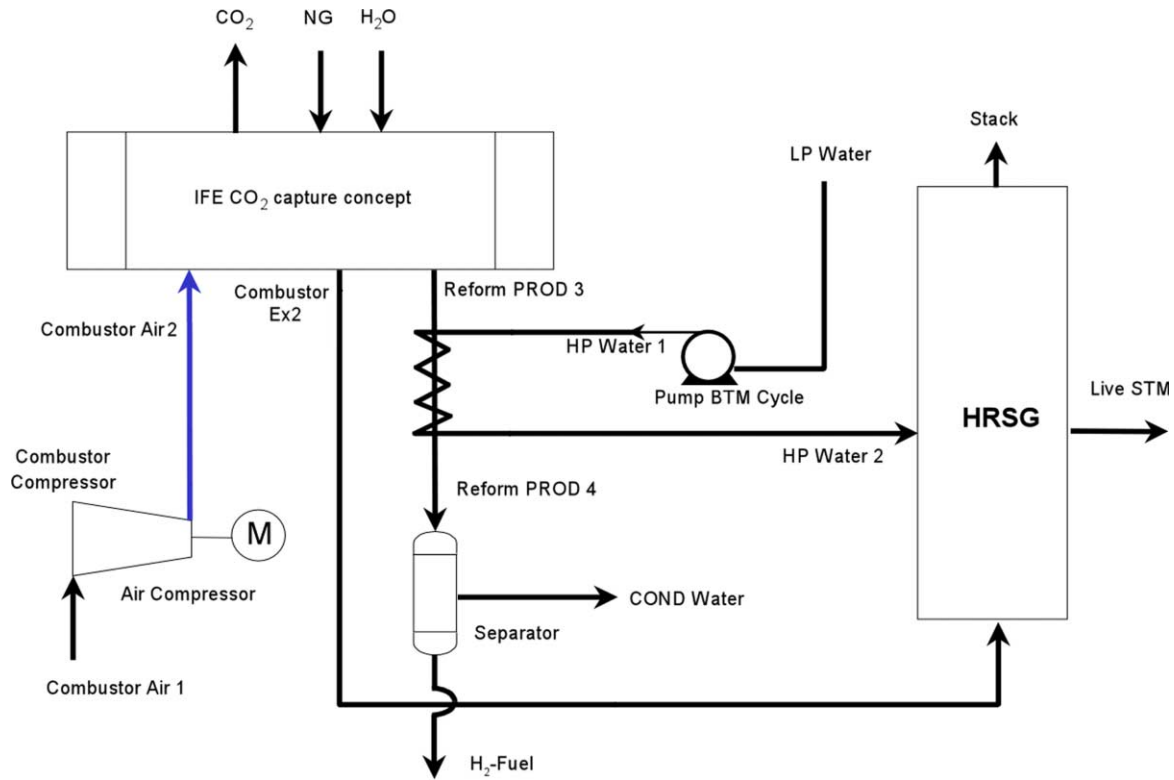 CO₂
NG
H₂O
Stack
LP Water
IFE CO₂ capture concept
Reform PROD 3
Combustor
Ex2
Combustor Air 2
HP Water 1
Pump BTM Cycle
Live STM
HRSG
HP Water 2
Combustor
Compressor
Reform PROD 4
M
Air Compressor
COND Water
Separator
Combustor Air 1
H₂-Fuel